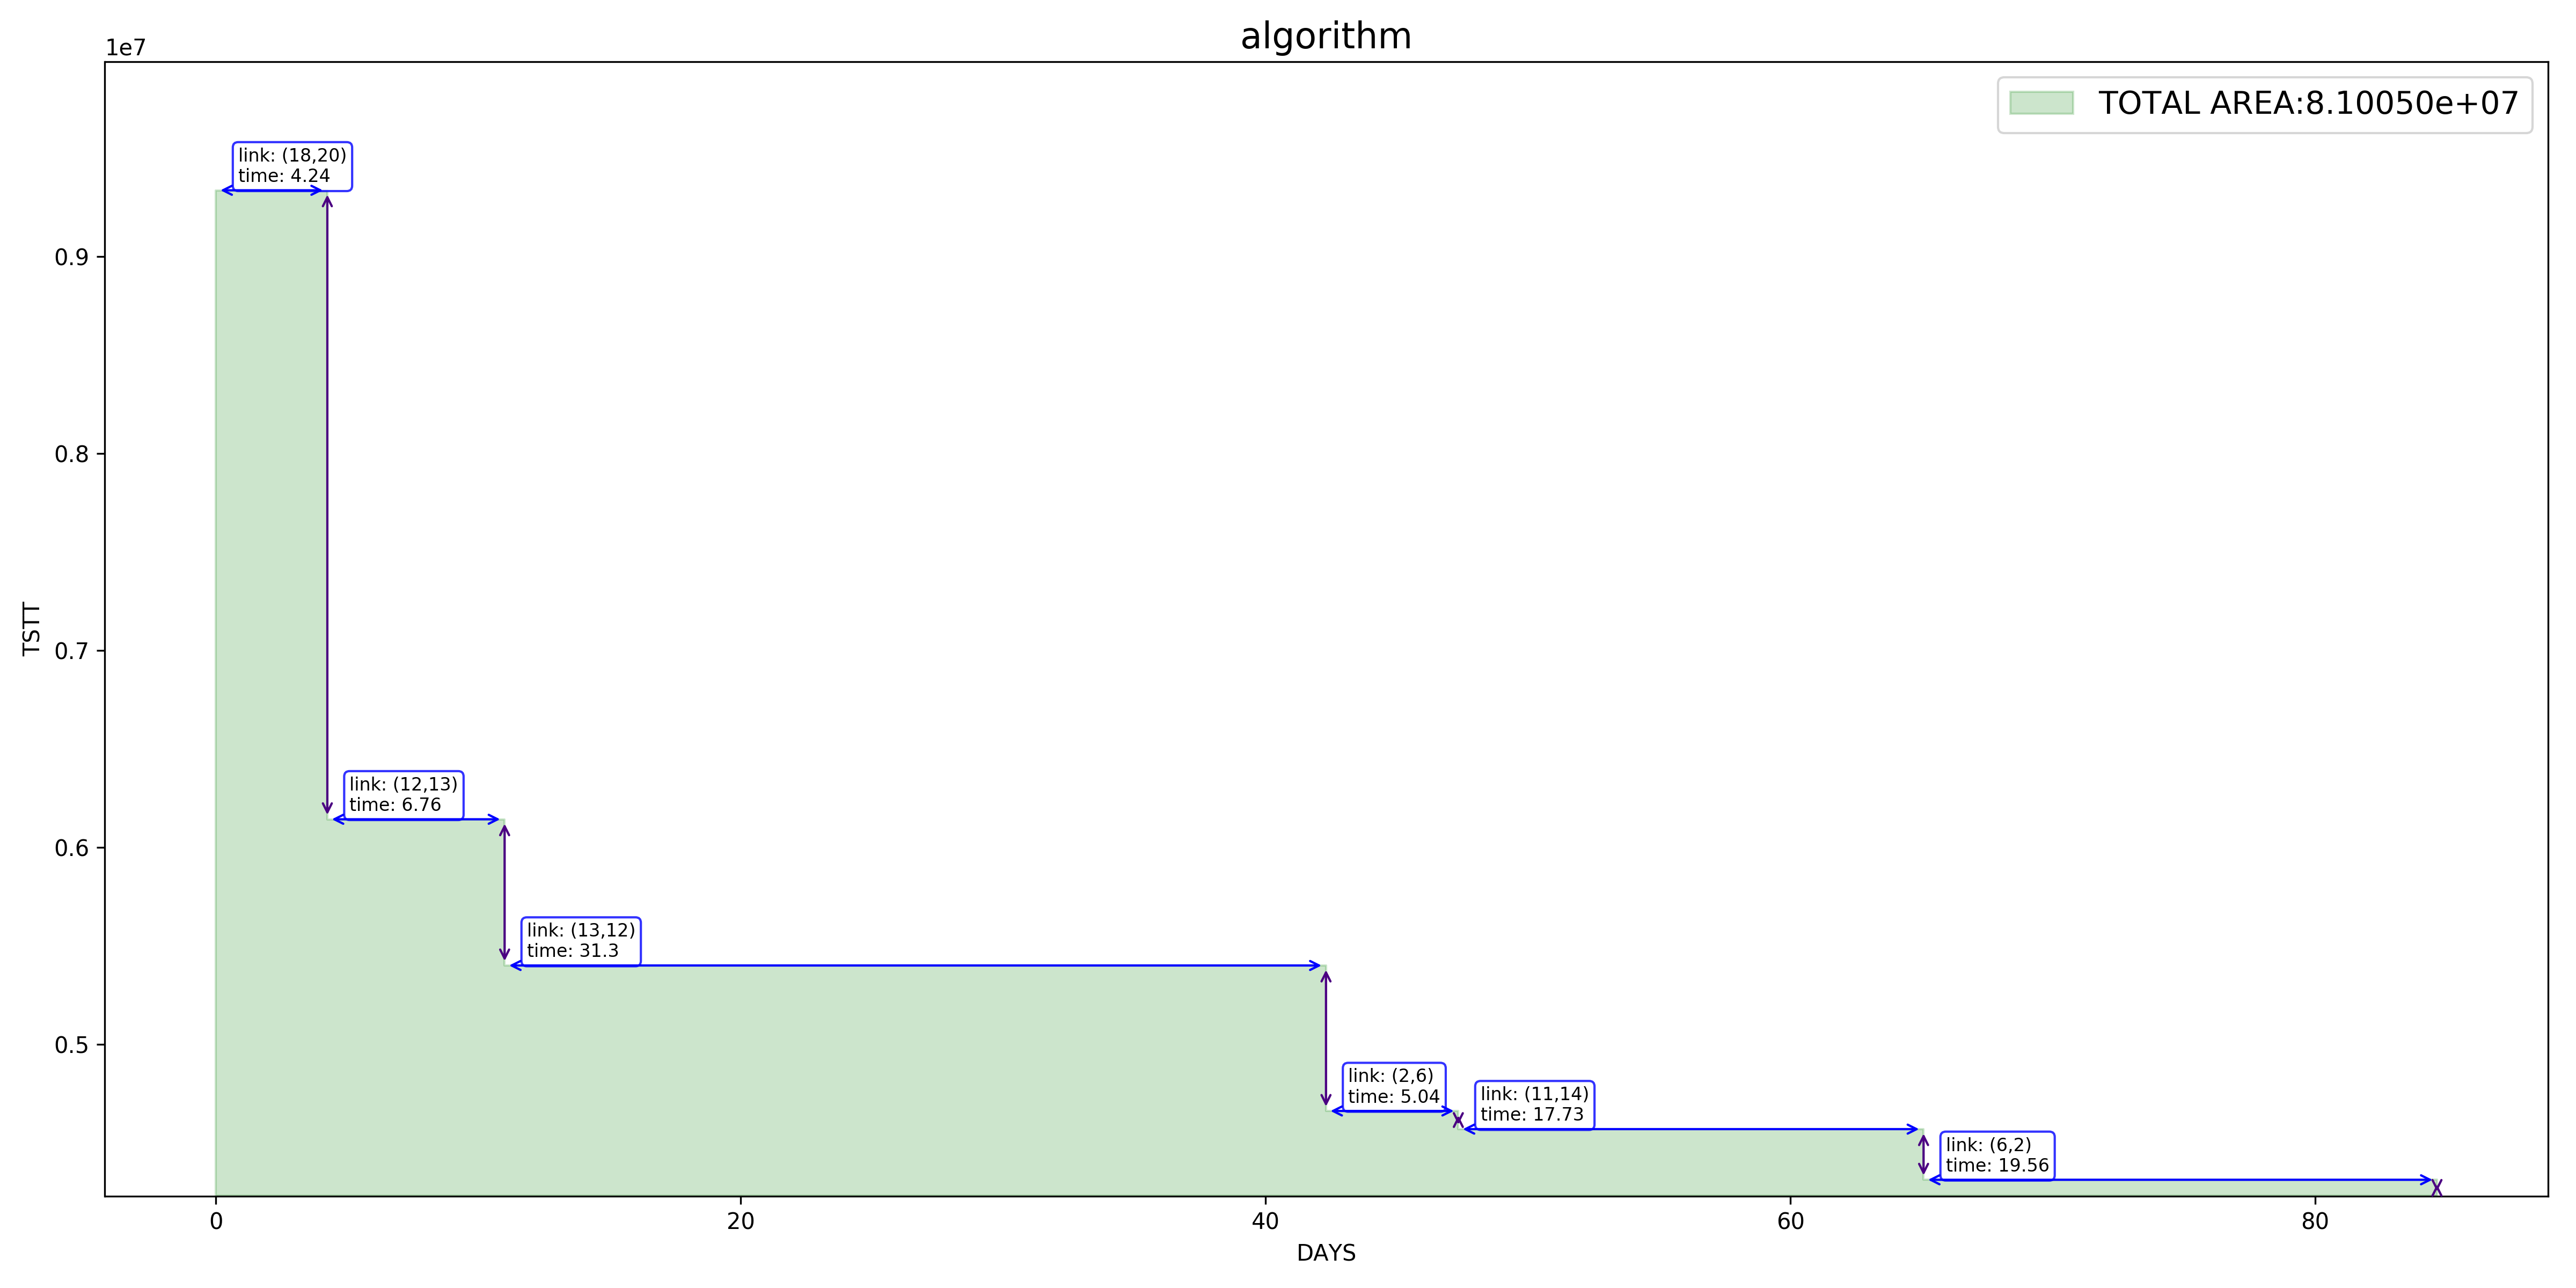 algorithm
1e7
TOTAL AREA:8.10050e+07
link: (18,20)
time: 4.24
0.9
0.8
0.7
TSTT
link: (12,13)
time: 6.76
0.6
link: (13,12)
time: 31.3
0.5
link: (2,6)
time: 5.04
link: (11,14)
time: 17.73
link: (6,2)
time: 19.56
0 20 40 60 80
DAYS